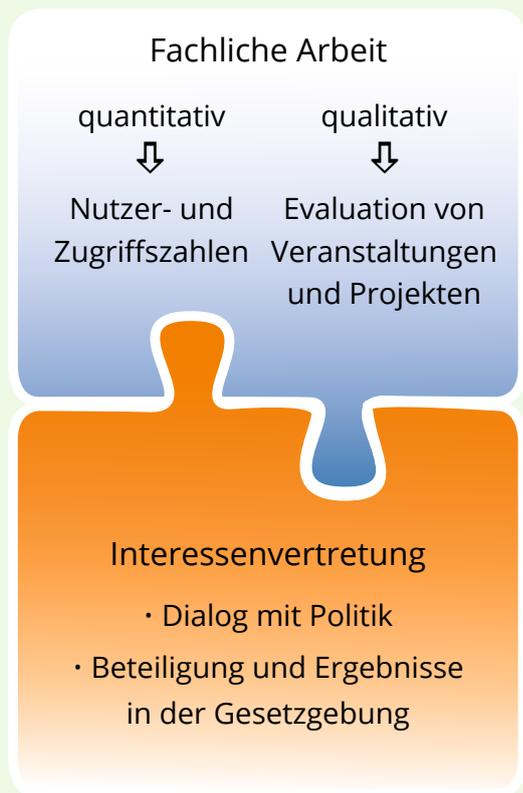 Fachliche Arbeit
quantitativ
⇩
Nutzer- und
Zugriffszahlen
qualitativ
⇩
Evaluation von
Veranstaltungen
und Projekten
Interessenvertretung
· Dialog mit Politik
· Beteiligung und Ergebnisse
in der Gesetzgebung